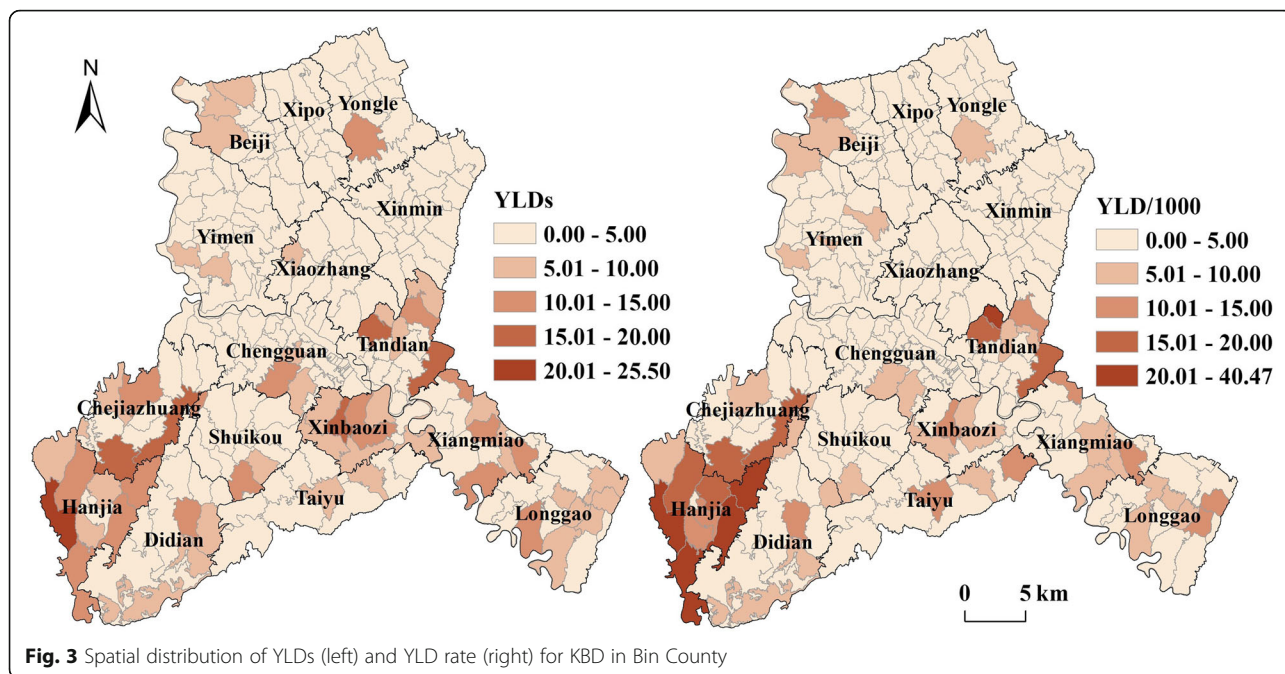 N
Xipo
Yongle
Beiji
Xinmin
Yimen
Xiaozhang
Tandian
Chengguan
Chejiazhuang
Shuikou
Xinbaozi
Xiangmiao
Hanjia
Taiyu
Longgao
Didian
YLDs
0.00 - 5.00
5.01 - 10.00
10.01 - 15.00
15.01 - 20.00
20.01 - 25.50
Xipo
Yongle
Beiji
Xinmin
Yimen
Xiaozhang
Tandian
Chengguan
Chejiazhuang
Shuikou
Xinbaozi
Xiangmiao
Hanjia
Taiyu
Longgao
Didian
YLD/1000
0.00 - 5.00
5.01 - 10.00
10.01 - 15.00
15.01 - 20.00
20.01 - 40.47
0 5 km
Fig. 3 Spatial distribution of YLDs (left) and YLD rate (right) for KBD in Bin County